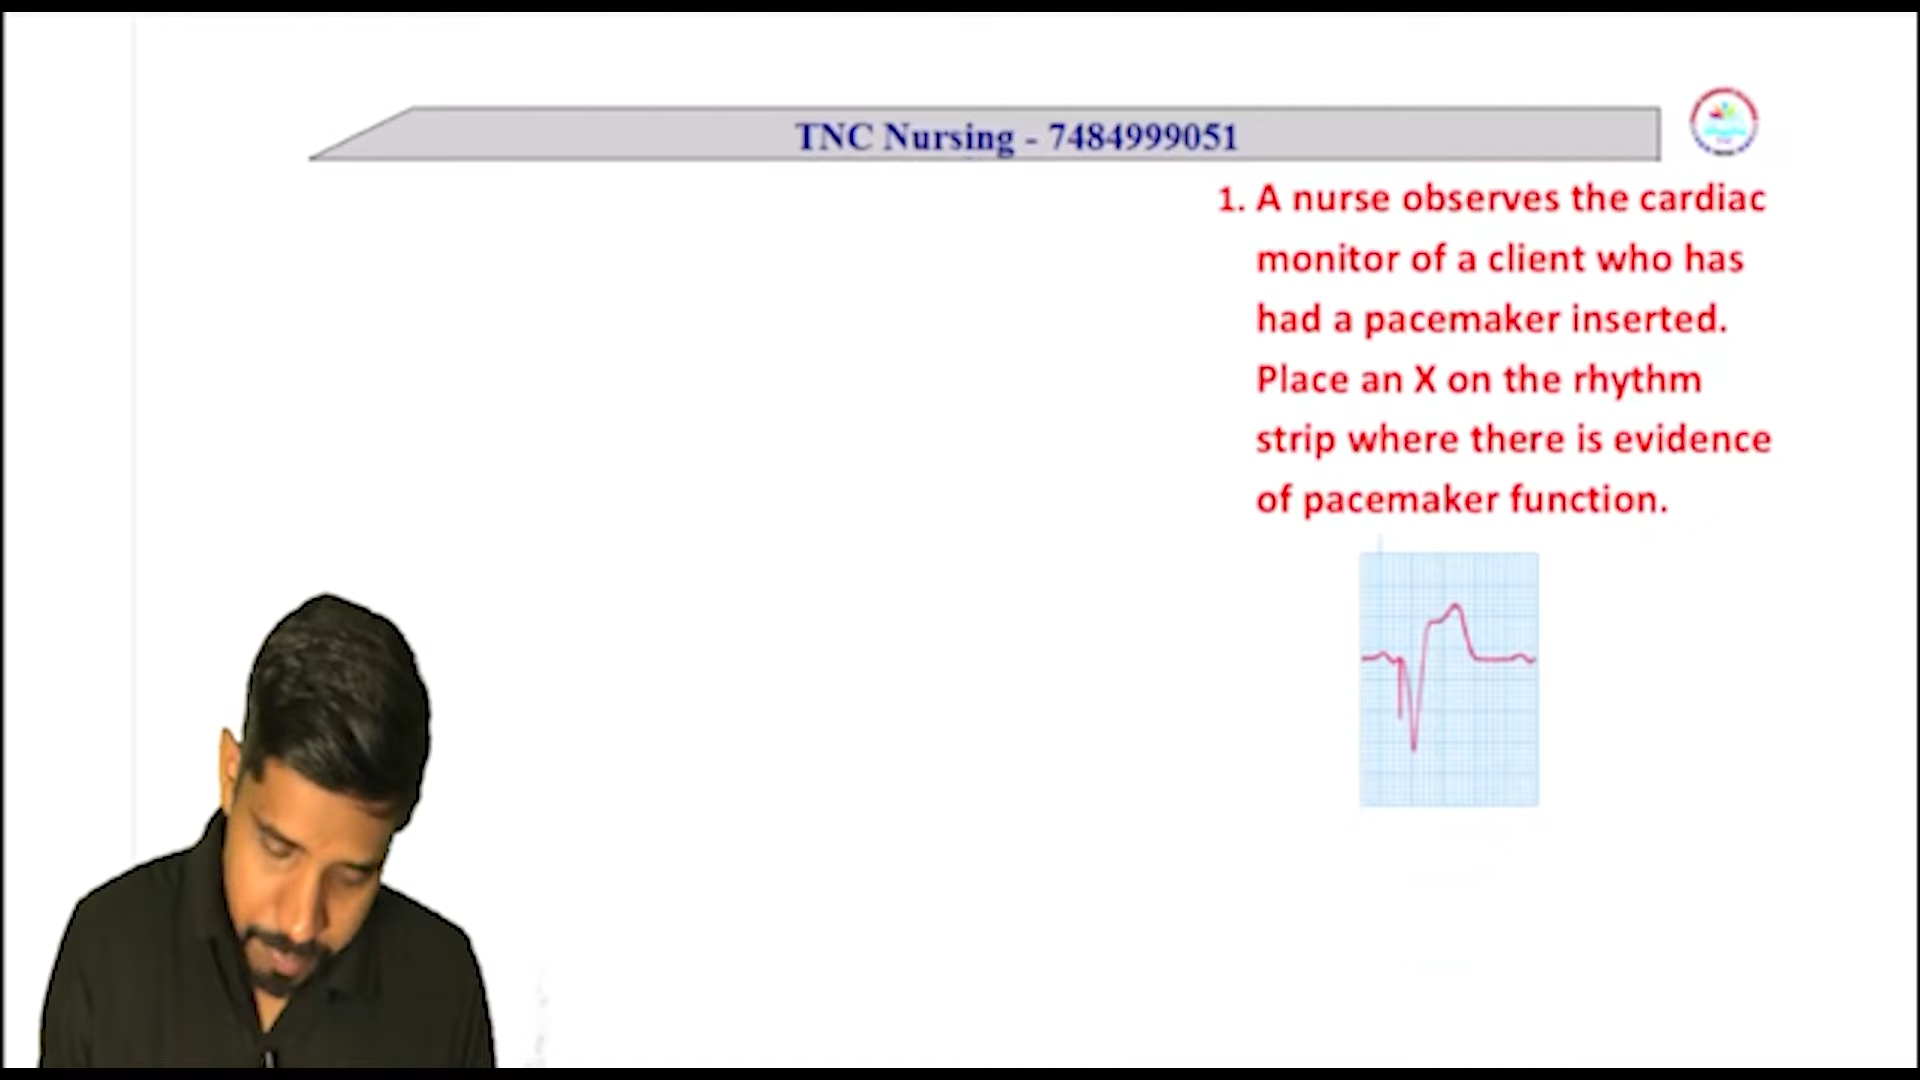 TNC Nursing - 7484999051
1. A nurse observes the cardiac
monitor of a client who has
had a pacemaker inserted.
Place an X on the rhythm
strip where there is evidence
of pacemaker function.